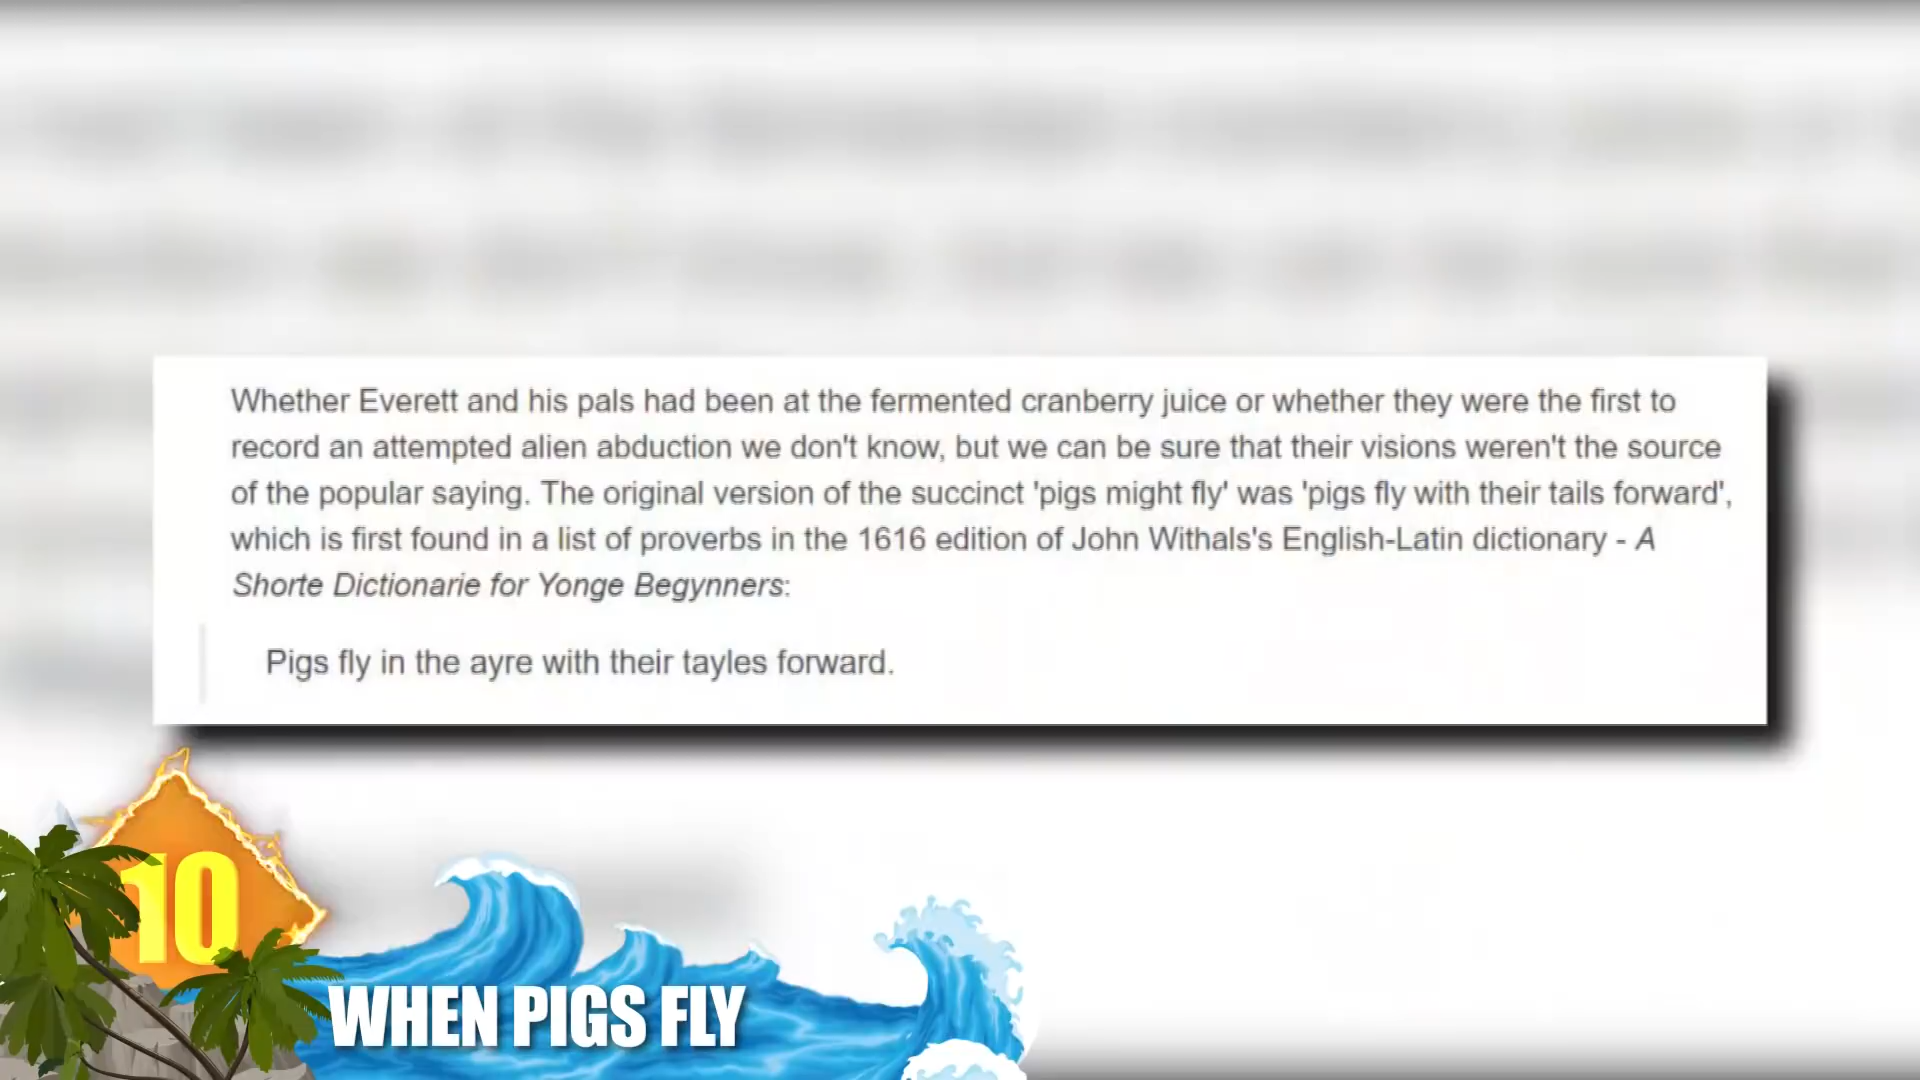 Whether Everett and his pals had been at the fermented cranberry juice or whether they were the first to
record an attempted alien abduction we don't know, but we can be sure that their visions weren't the source
of the popular saying. The original version of the succinct 'pigs might fly' was 'pigs fly with their tails forward',
which is first found in a list of proverbs in the 1616 edition of John Withals's English-Latin dictionary - A
Shorte Dictionarie for Yonge Begynners:
Pigs fly in the ayre with their tayles forward.
10
WHEN PIGS FLY